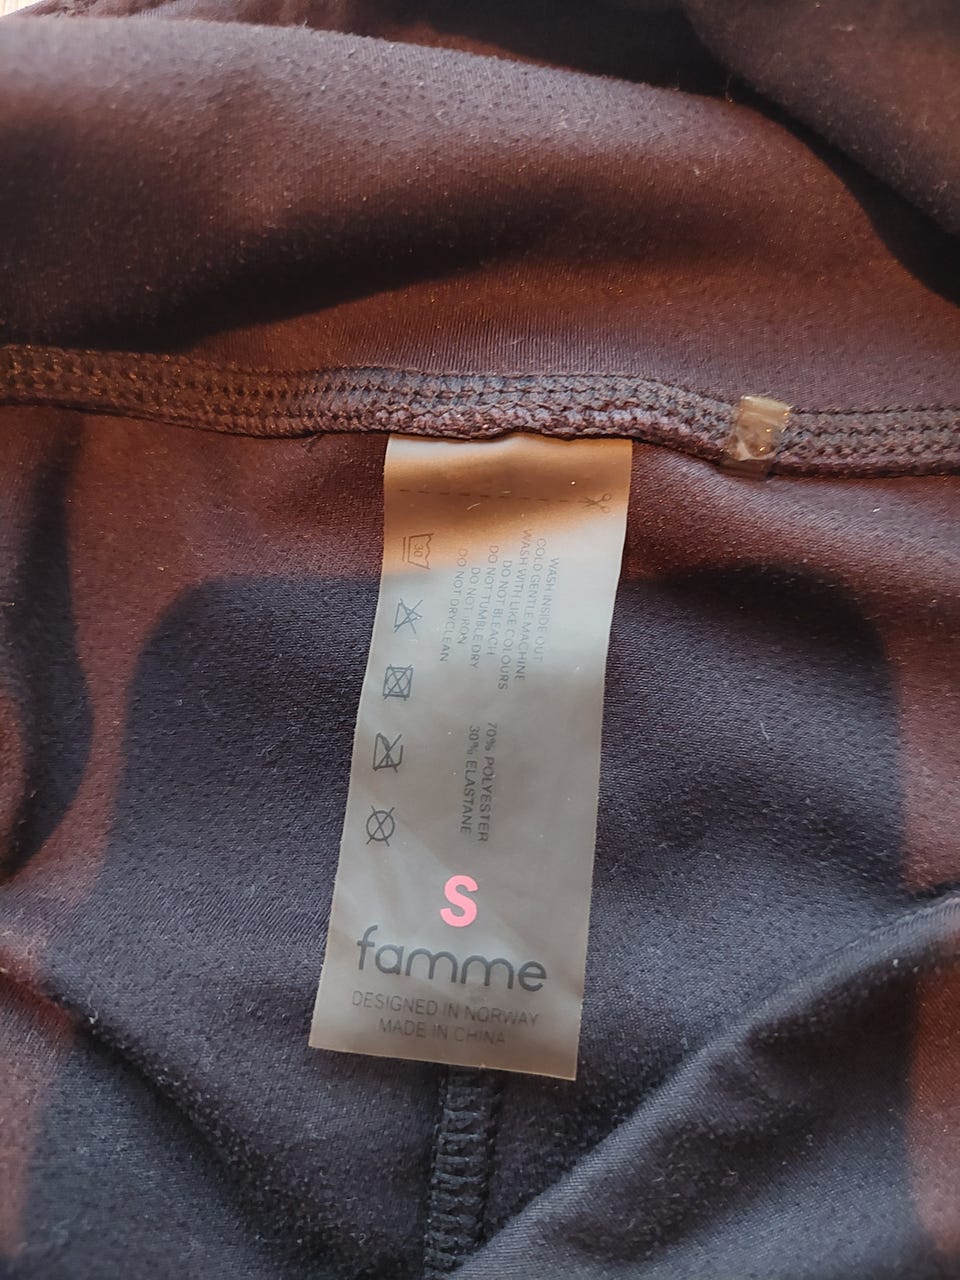 WASH INSIDE OUT
COLD GENTLE MACHINE
WASH WITH LIKE COLOURS
DO NOT BLEACH
DO NOT TUMBLE DRY
DO NOT IRON
DO NOT DRYCLEAN
30
70% POLYESTER
30% ELASTANE
S
famme
DESIGNED IN NORWAY
MADE IN CHINA